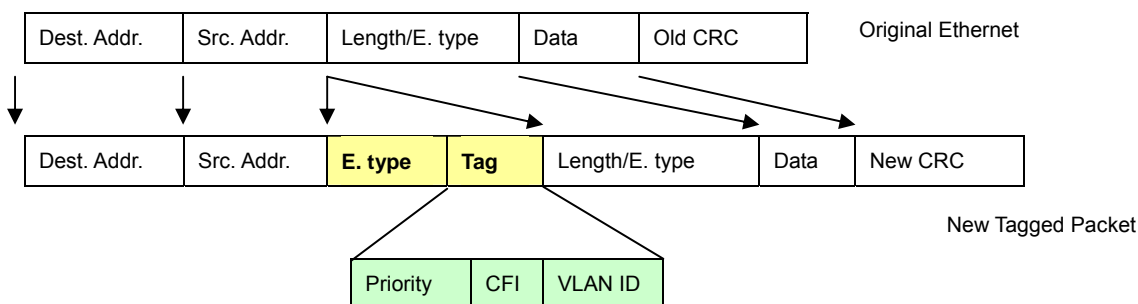 Dest. Addr. Src. Addr. Length/E. type Data Old CRC Original Ethernet
Dest. Addr. Src. Addr. E. type Tag Length/E. type Data New CRC
New Tagged Packet
Priority CFI VLAN ID